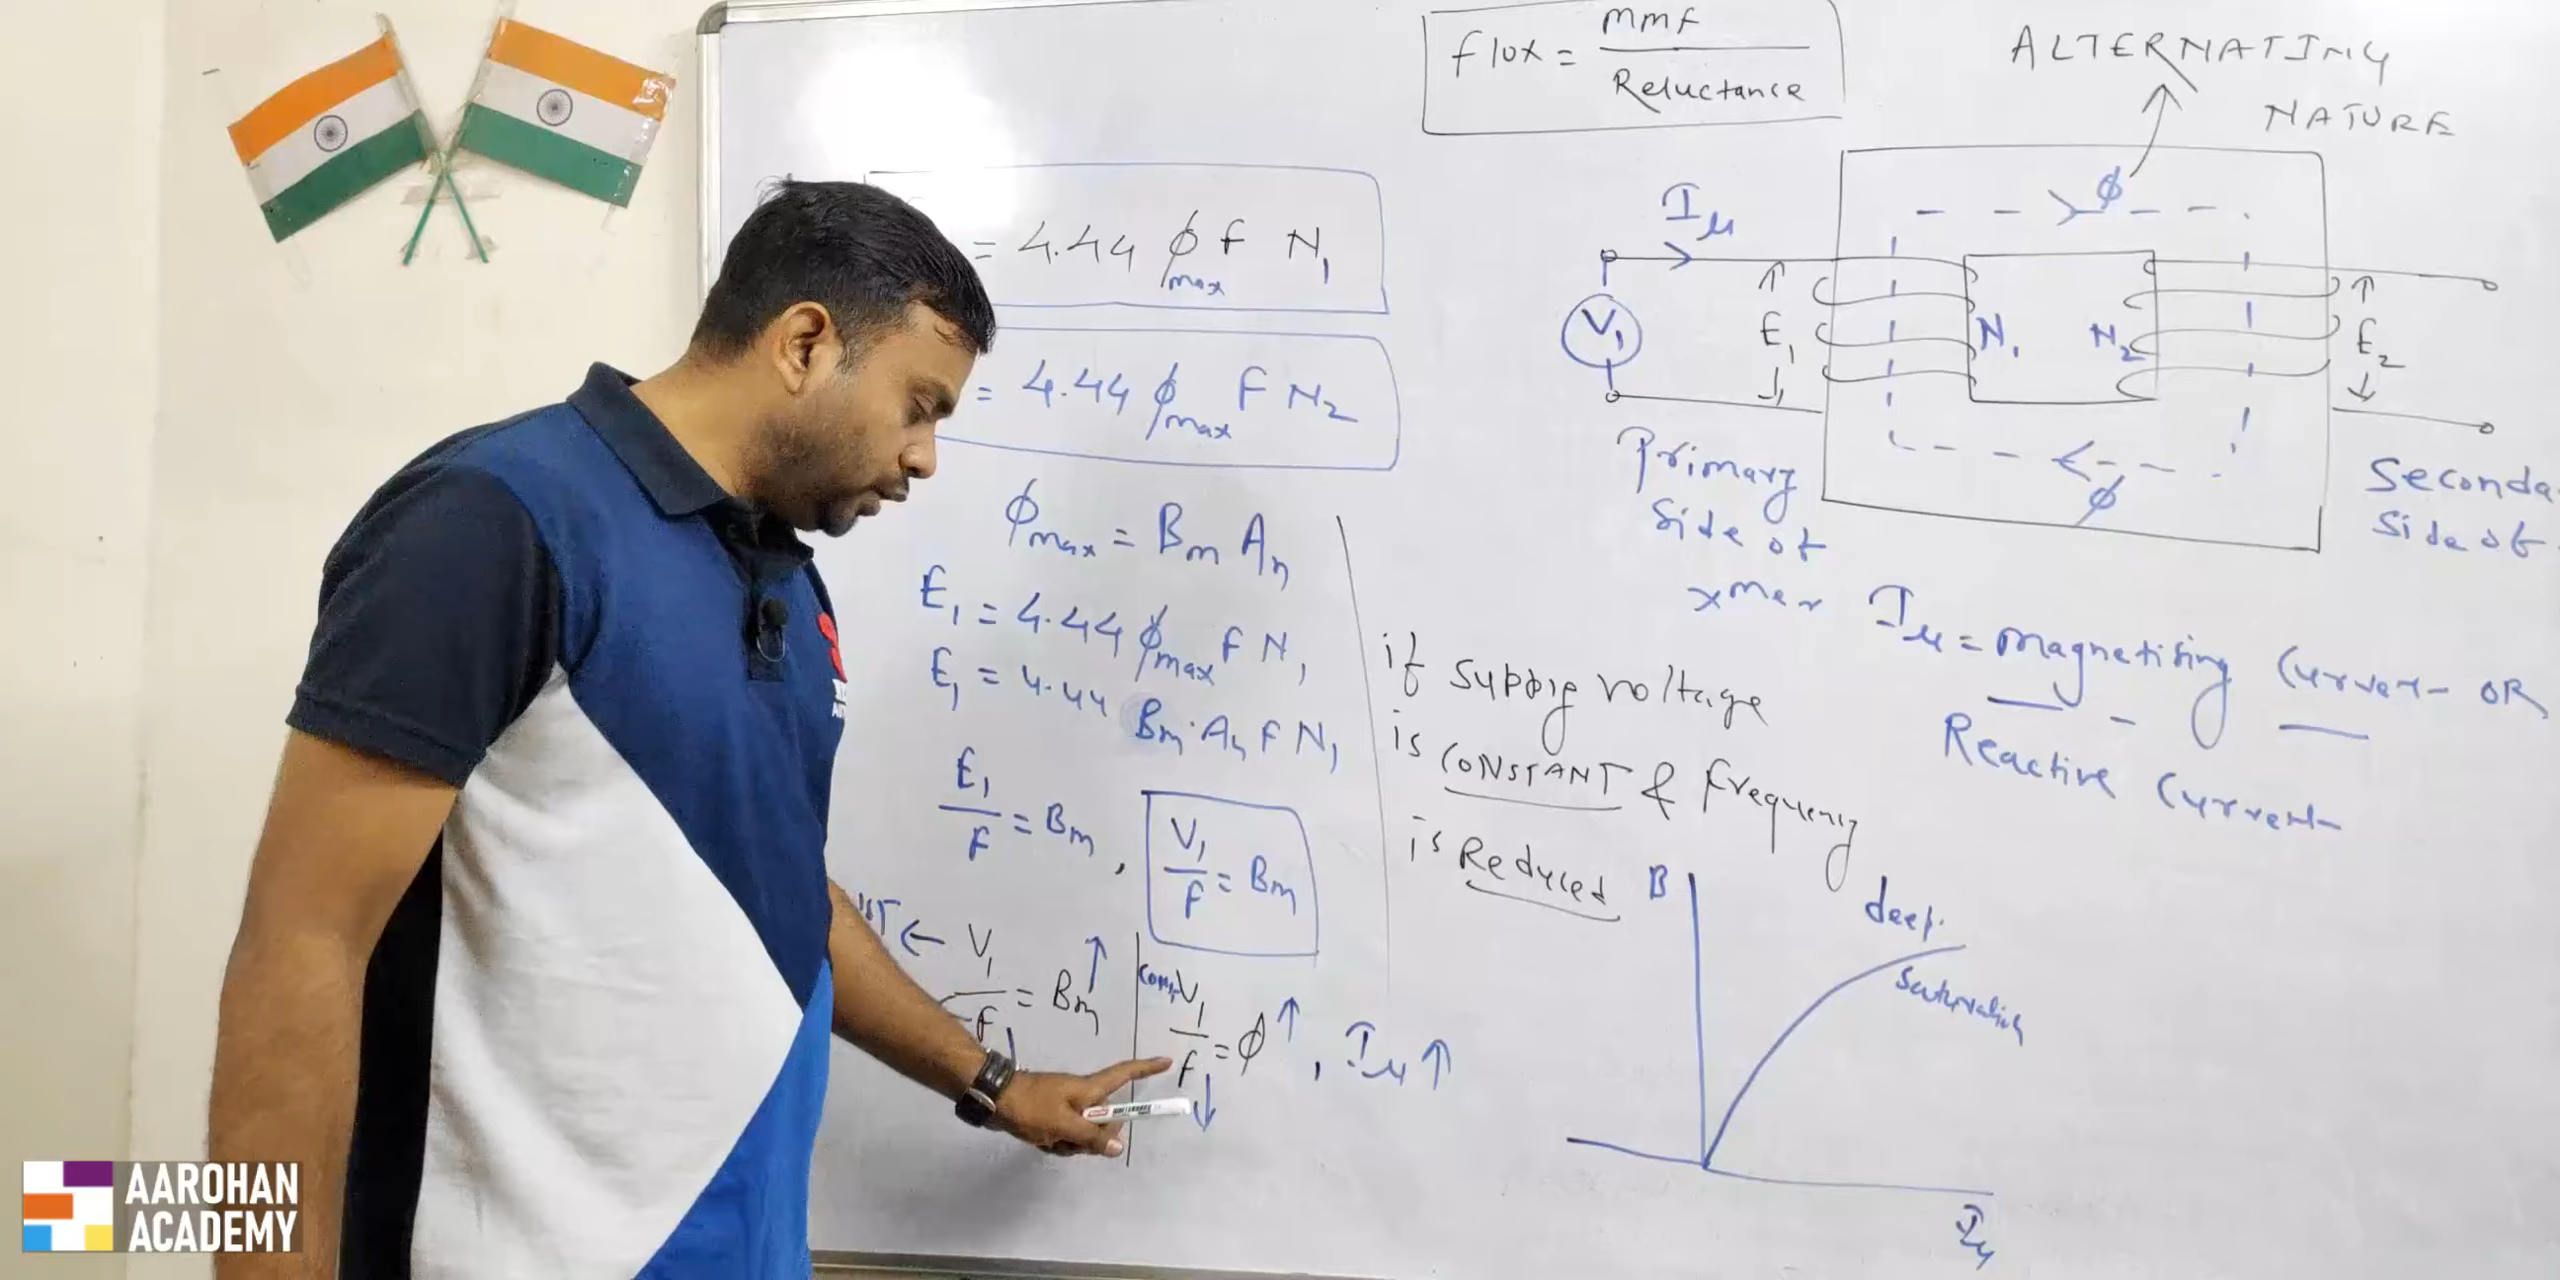 flux = mmf / Reluctance
ALTERNATING
NATURE
= 4.44 ϕmax f N1
= 4.44 ϕmax F N2
ϕmax = Bm An
E1 = 4.44 ϕmax F N1
E1 = 4.44 Bm. An F N1
E1 / F = Bm , V1 / F = Bm
← V1 / f ↓ = Bm ↑
V1 / f ↓ = ϕ ↑ , Iμ ↑
Iμ
ϕ
V1
E1
N1
N2
E2
ϕ
Primary
Side of
xmer
Seconda
Side of
Iμ = magnetising Current OR
Reactive Current
if supply voltage
is CONSTANT & frequency
is Reduced
B
deep
Saturation
Iμ
AAROHAN
ACADEMY